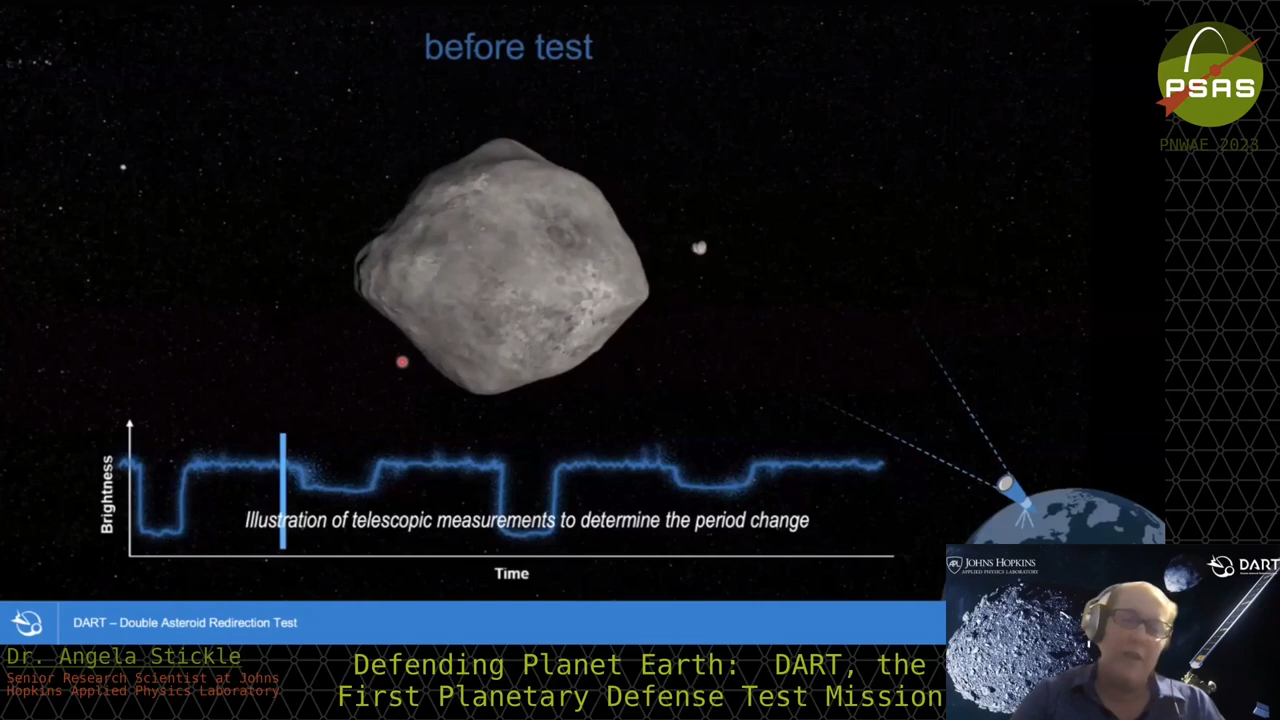 before test
PSAS
PNWAE 2023
Brightness
Illustration of telescopic measurements to determine the period change
Time
DART – Double Asteroid Redirection Test
JOHNS HOPKINS
APPLIED PHYSICS LABORATORY
DART
Dr. Angela Stickle
Senior Research Scientist at Johns
Hopkins Applied Physics Laboratory
Defending Planet Earth: DART, the
First Planetary Defense Test Mission